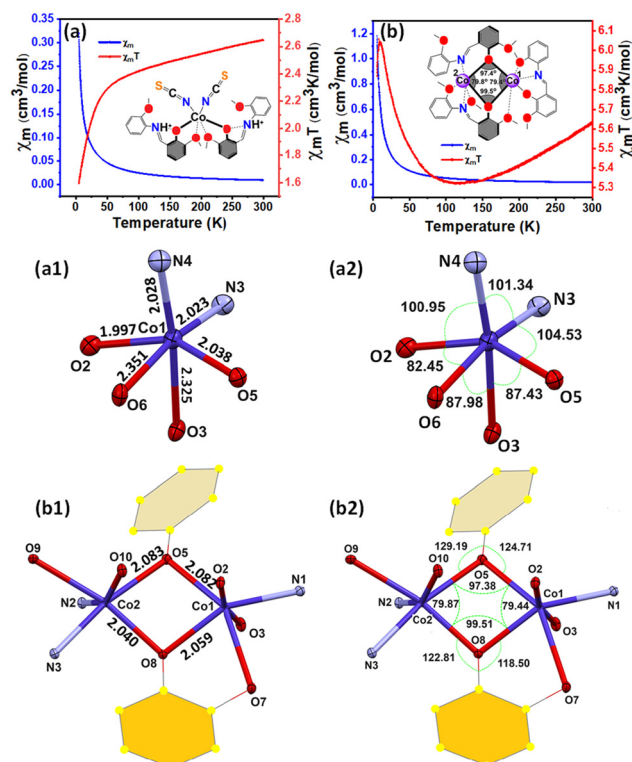 (a)
χm
χmT
χm (cm³/mol)
0.35
0.30
0.25
0.20
0.15
0.10
0.05
0.00
χmT (cm³K/mol)
2.8
2.6
2.4
2.2
2.0
1.8
1.6
0 50 100 150 200 250 300
Temperature (K)
S S
C C
N N
Co
NH⁺ NH⁺
(b)
χm (cm³/mol)
1.2
1.0
0.8
0.6
0.4
0.2
0.0
χmT (cm³K/mol)
6.1
6.0
5.9
5.8
5.7
5.6
5.5
5.4
5.3
0 50 100 150 200 250 300
Temperature (K)
χm
χmT
N N
2 97.4° 1
Co 79.8° 79.4° Co
99.5°
N
(a1)
N4
2.028
2.023 N3
1.997 Co1
O2
2.351
2.038
2.325
O6 O5
O3
(a2)
N4
101.34
N3
100.95
104.53
O2
82.45
O6 87.98 87.43 O5
O3
(b1)
O9 O10 2.083 O5
2.082 O2 N1
N2 Co2 Co1
2.040 2.059 O3
N3
O8
O7
(b2)
129.19 124.71
O9 O10 O5
97.38 O2
N2 79.87 79.44 Co1 N1
Co2 99.51 O3
N3 O8
122.81 118.50
O7